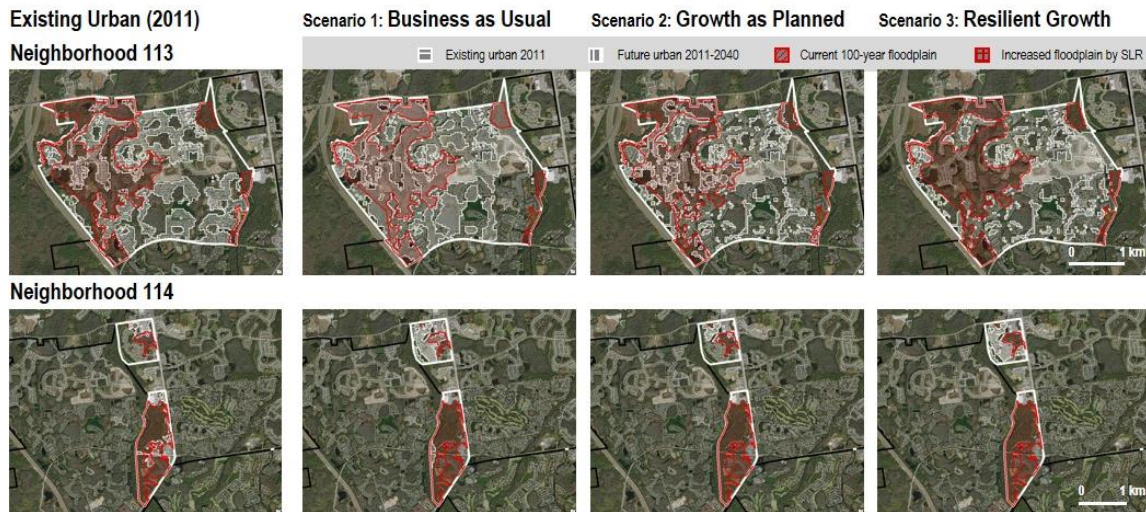 Existing Urban (2011)
Scenario 1: Business as Usual
Scenario 2: Growth as Planned
Scenario 3: Resilient Growth
Existing urban 2011
Future urban 2011-2040
Current 100-year floodplain
Increased floodplain by SLR
Neighborhood 113
0 1 km
Neighborhood 114
0 1 km